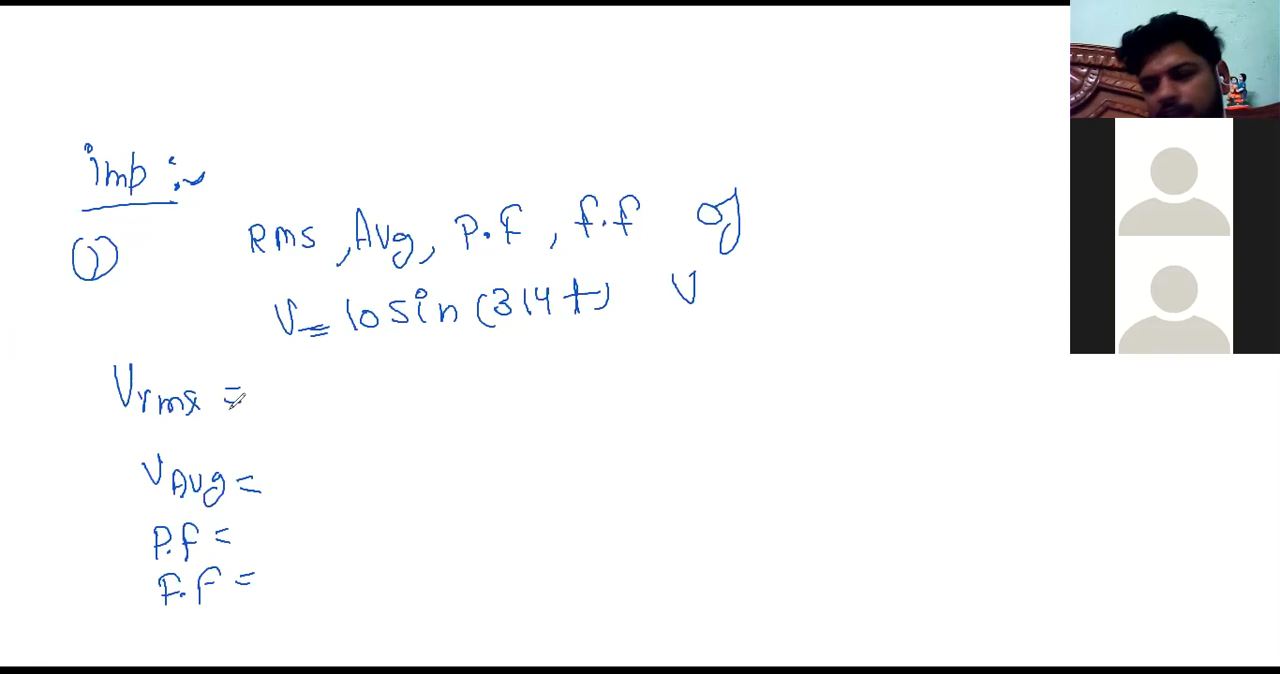 imp :~
①
Rms, Avg, P.F, f.f of
V = 10 sin (314t) V
Vrms =
VAvg =
P.f =
F.F =